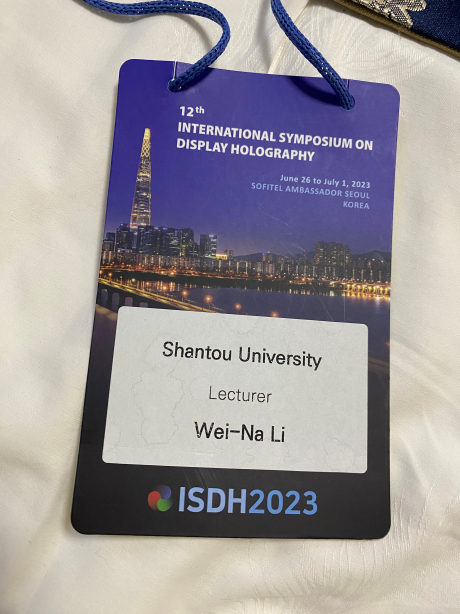 12th
INTERNATIONAL SYMPOSIUM ON
DISPLAY HOLOGRAPHY
June 26 to July 1, 2023
SOFITEL AMBASSADOR SEOUL
KOREA
Shantou University
Lecturer
Wei-Na Li
ISDH2023